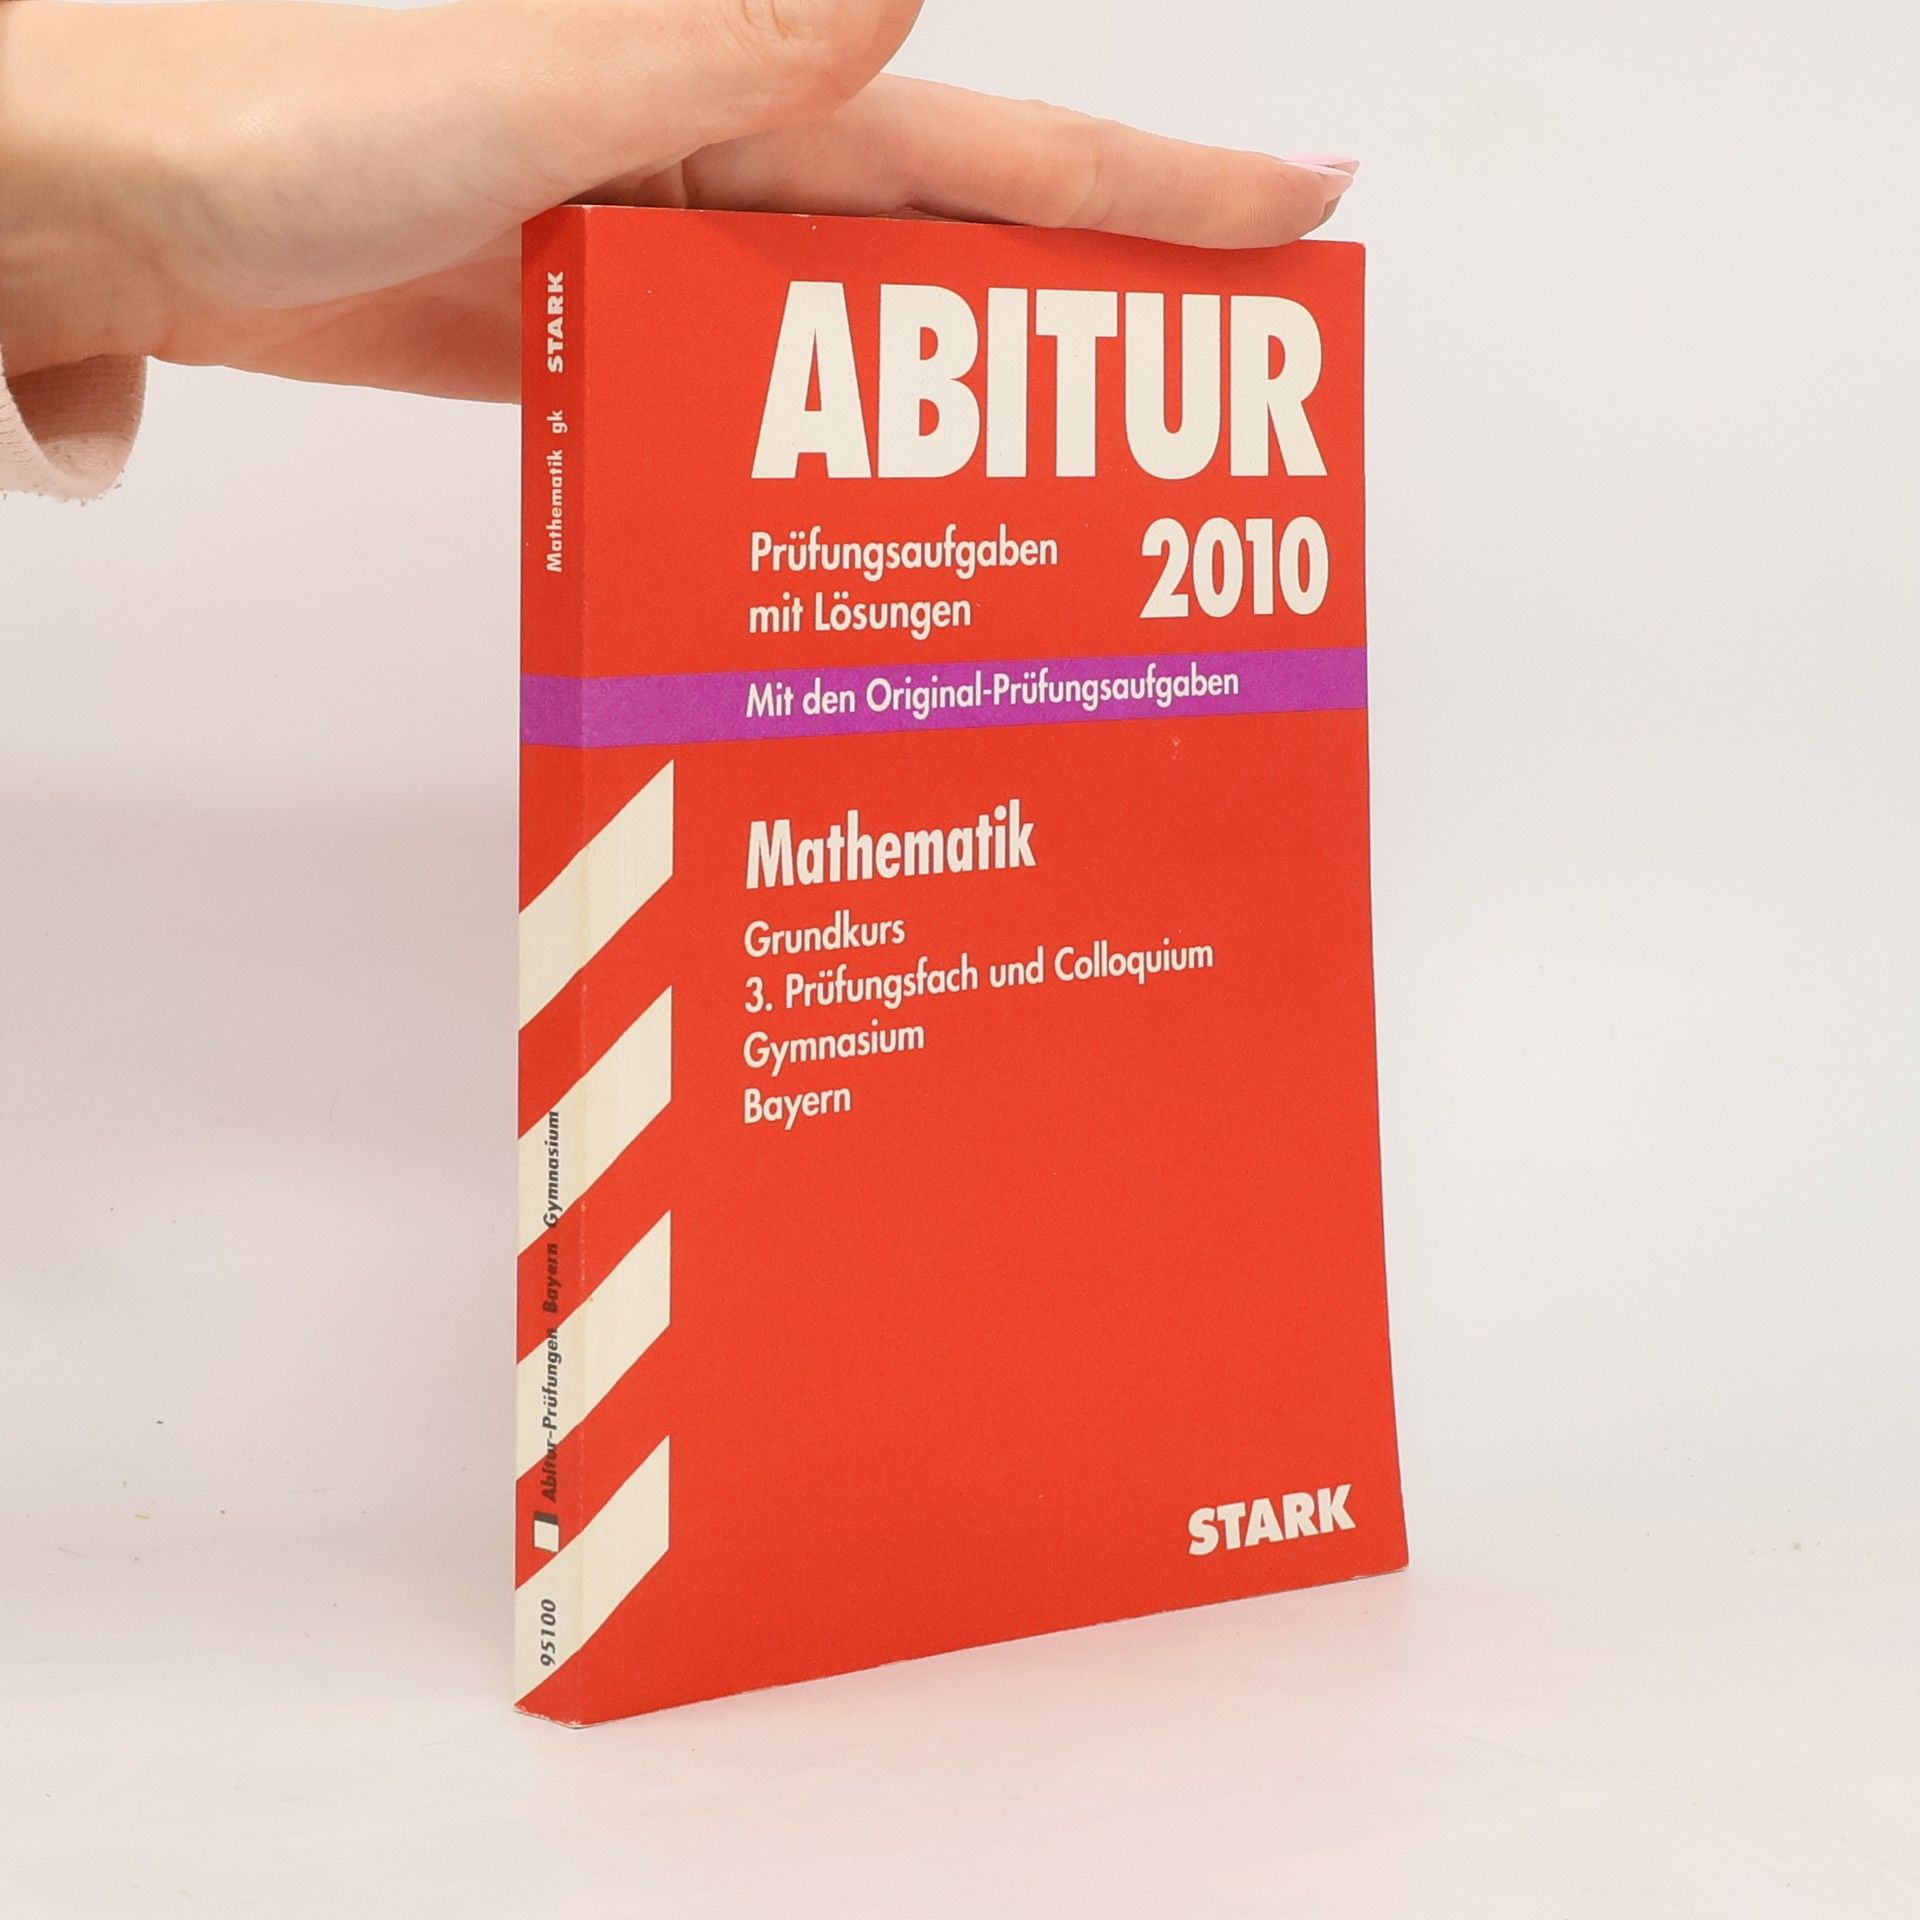 ABITUR
2010
Prüfungsaufgaben
mit Lösungen
Mit den Original-Prüfungsaufgaben
Mathematik
Grundkurs
3. Prüfungsfach und Colloquium
Gymnasium
Bayern
STARK
95100 Abitur-Prüfungen Bayern Gymnasium Mathematik gk STARK